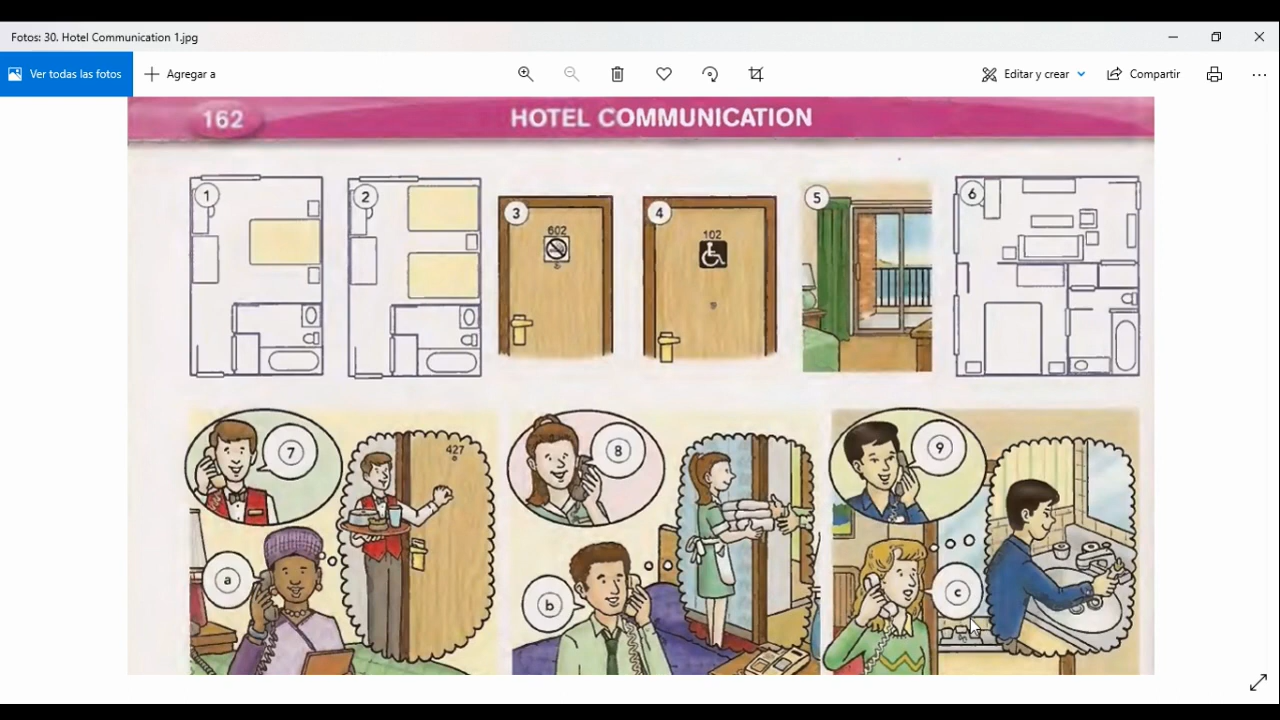 Fotos: 30. Hotel Communication 1.jpg
Ver todas las fotos
Agregar a
Editar y crear
Compartir
162
HOTEL COMMUNICATION
1
2
3
602
4
102
5
6
7
427
8
9
a
b
c